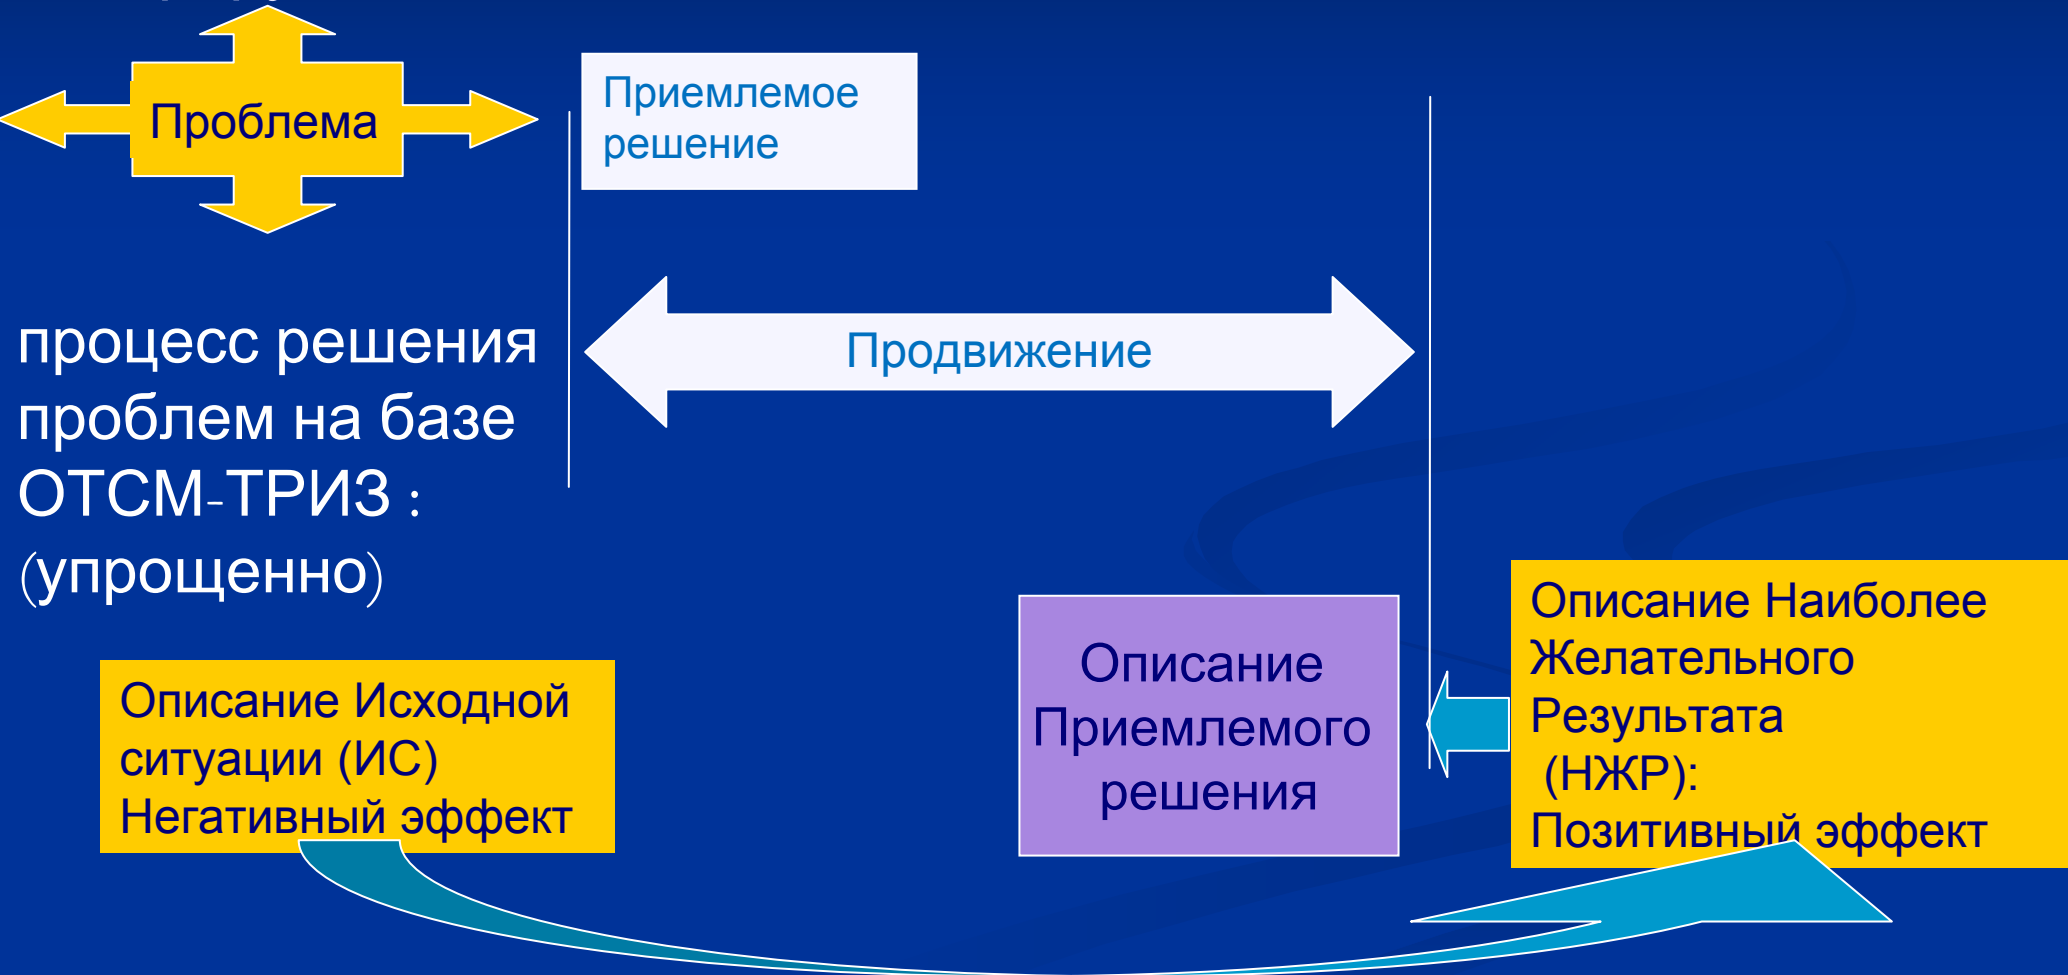 Проблема
Приемлемое
решение
Продвижение
процесс решения
проблем на базе
ОТСМ-ТРИЗ :
(упрощенно)
Описание Исходной
ситуации (ИС)
Негативный эффект
Описание
Приемлемого
решения
Описание Наиболее
Желательного
Результата
(НЖР):
Позитивный эффект